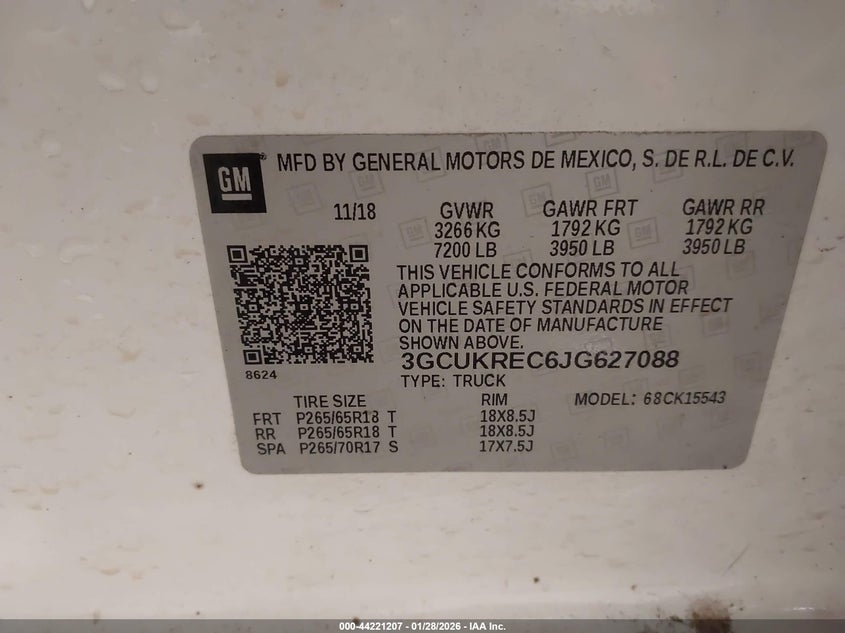 GM® MFD BY GENERAL MOTORS DE MEXICO, S. DE R.L. DE C.V.
11/18 GVWR GAWR FRT GAWR RR
3266 KG 1792 KG 1792 KG
7200 LB 3950 LB 3950 LB
THIS VEHICLE CONFORMS TO ALL
APPLICABLE U.S. FEDERAL MOTOR
VEHICLE SAFETY STANDARDS IN EFFECT
ON THE DATE OF MANUFACTURE
SHOWN ABOVE.
3GCUKREC6JG627088
8624 TYPE: TRUCK
TIRE SIZE RIM MODEL: 68CK15543
FRT P265/65R18 T 18X8.5J
RR P265/65R18 T 18X8.5J
SPA P265/70R17 S 17X7.5J
000-44221207 - 01/28/2026 - IAA Inc.